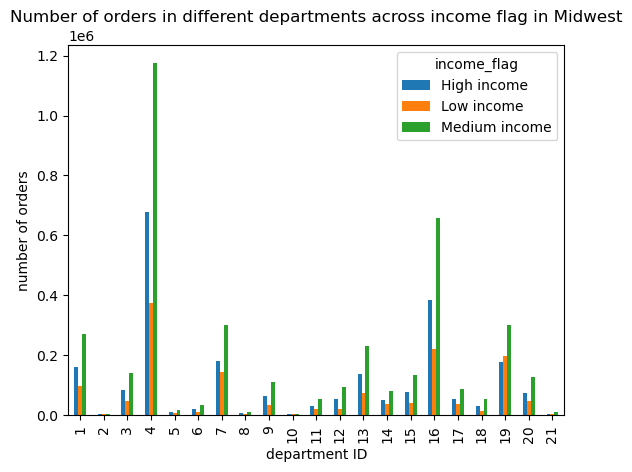 Number of orders in different departments across income flag in Midwest
1e6
1.2
1.0
0.8
0.6
0.4
0.2
0.0
number of orders
income_flag
High income
Low income
Medium income
1 2 3 4 5 6 7 8 9 10 11 12 13 14 15 16 17 18 19 20 21
department ID